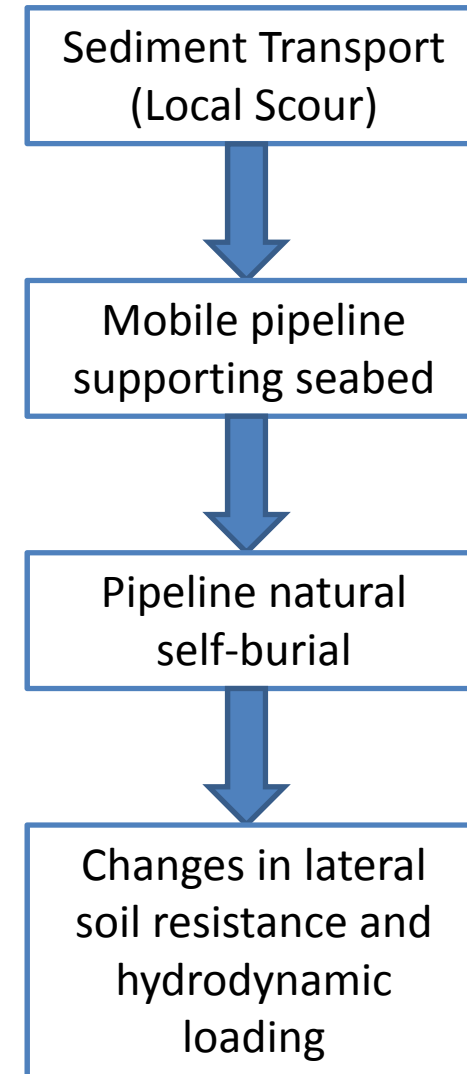 Sediment Transport
(Local Scour)
Mobile pipeline
supporting seabed
Pipeline natural
self-burial
Changes in lateral
soil resistance and
hydrodynamic
loading